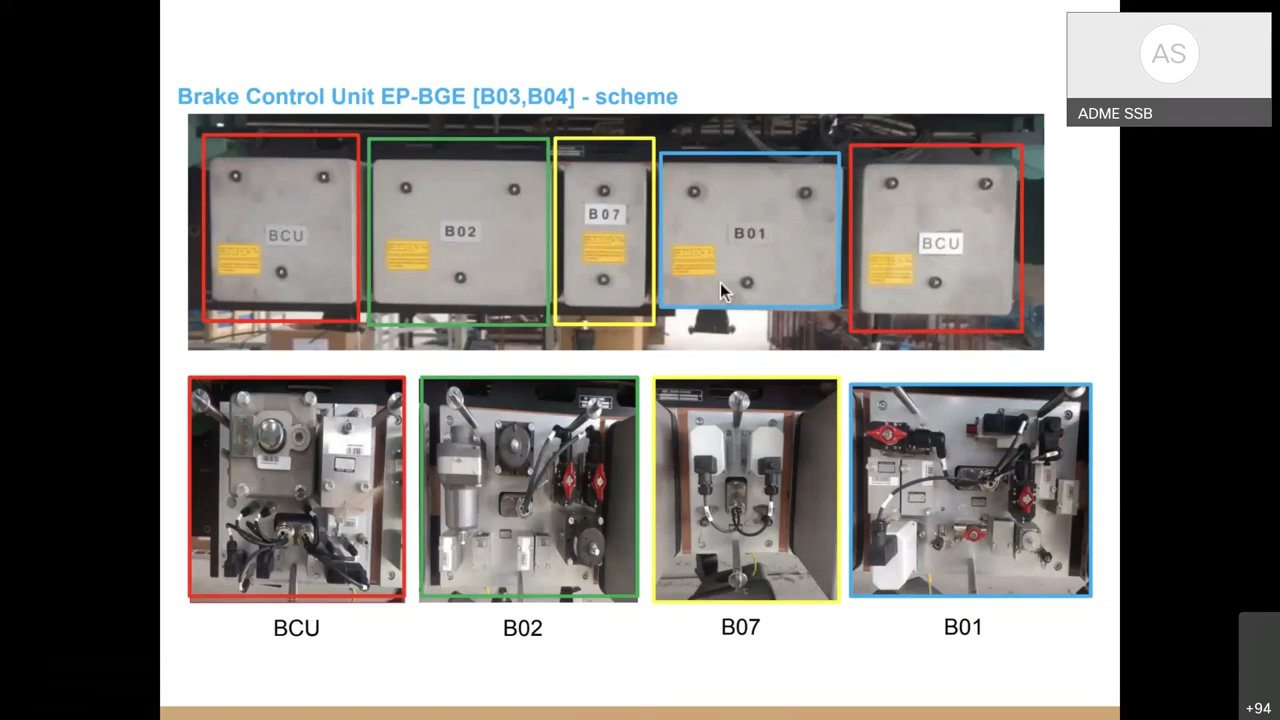 AS
ADME SSB
Brake Control Unit EP-BGE [B03,B04] - scheme
BCU
B02
B07
B01
BCU
BCU
B02
B07
B01
+94